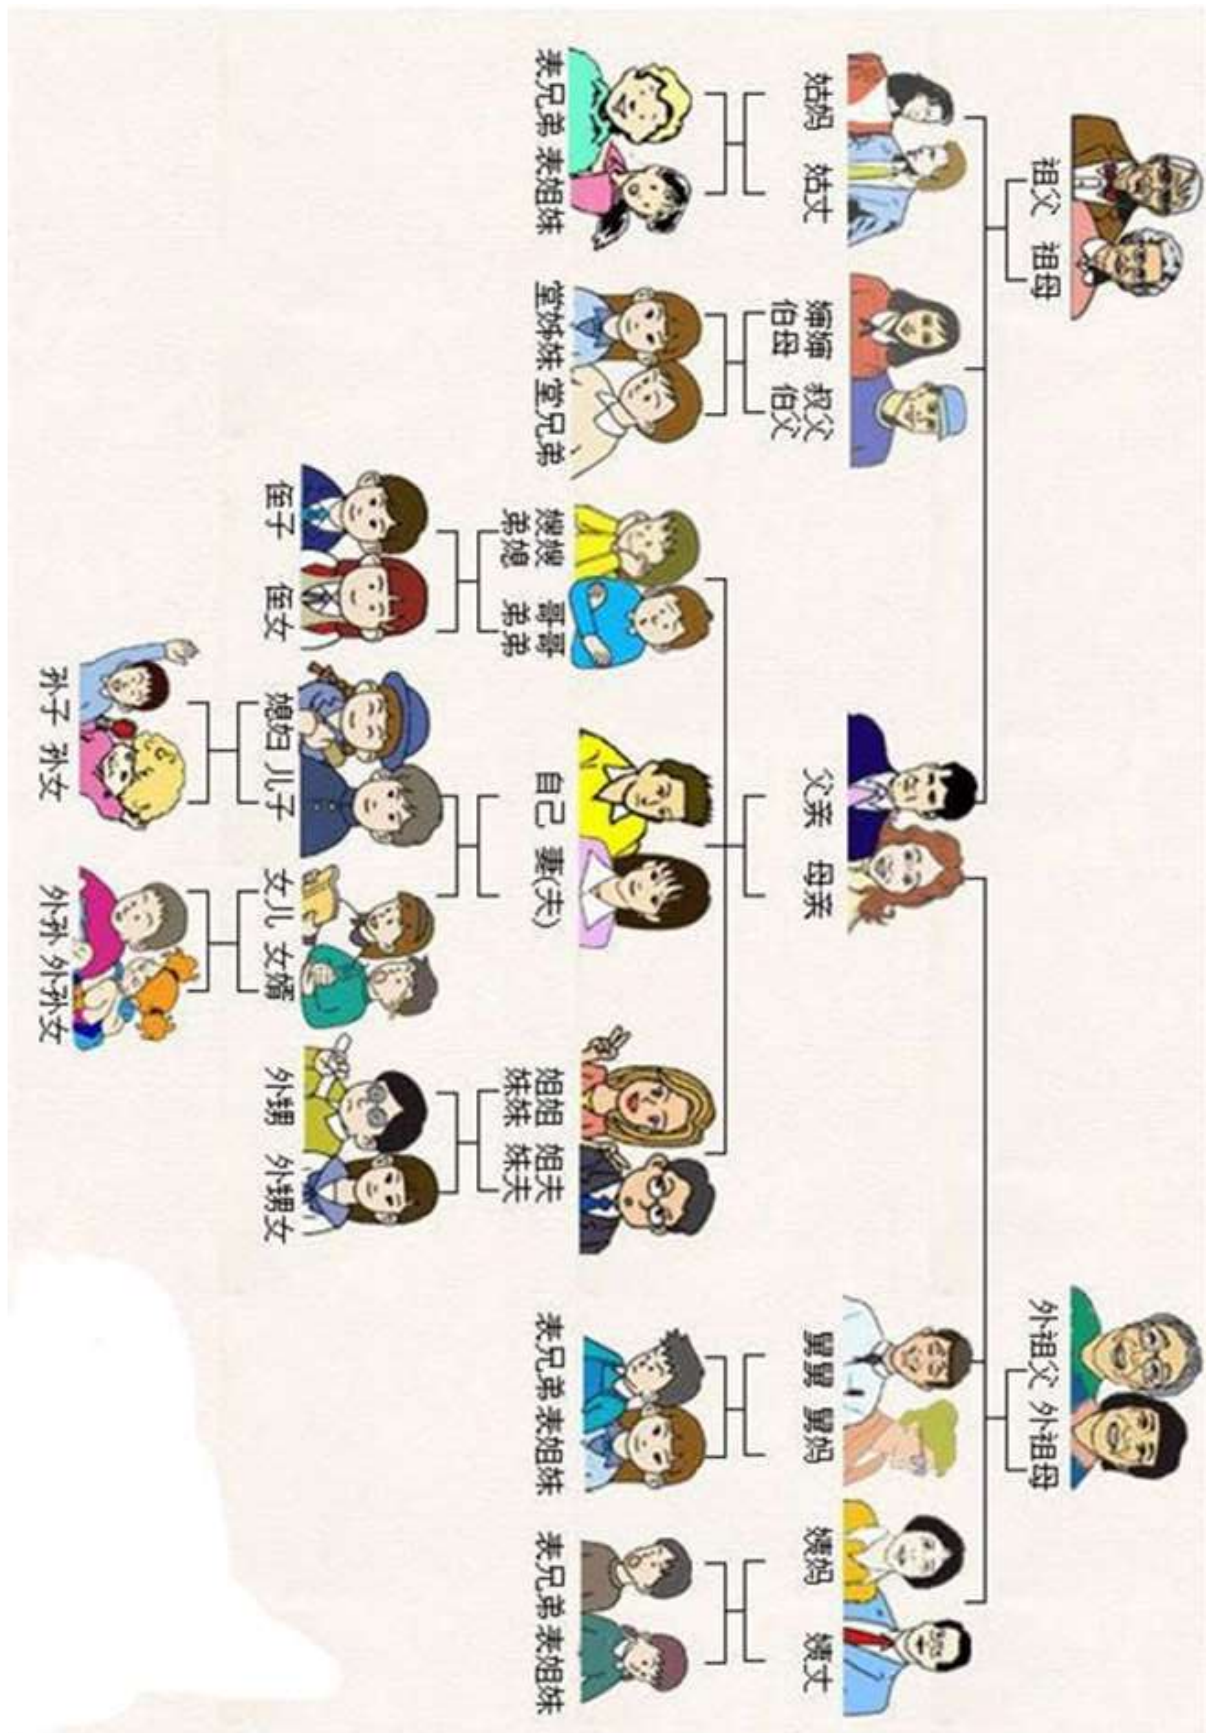 祖父 祖母
外祖父 外祖母
姑妈 姑丈
婶婶 叔父
伯母 伯父
父亲 母亲
舅舅 舅妈
姨妈 姨丈
表兄弟 表姐妹
堂姊妹 堂兄弟
嫂嫂 哥哥
弟媳 弟弟
自己 妻(夫)
姐姐 姐夫
妹妹 妹夫
表兄弟 表姐妹
表兄弟 表姐妹
侄子 侄女
媳妇 儿子
女儿 女婿
外甥 外甥女
孙子 孙女
外孙 外孙女